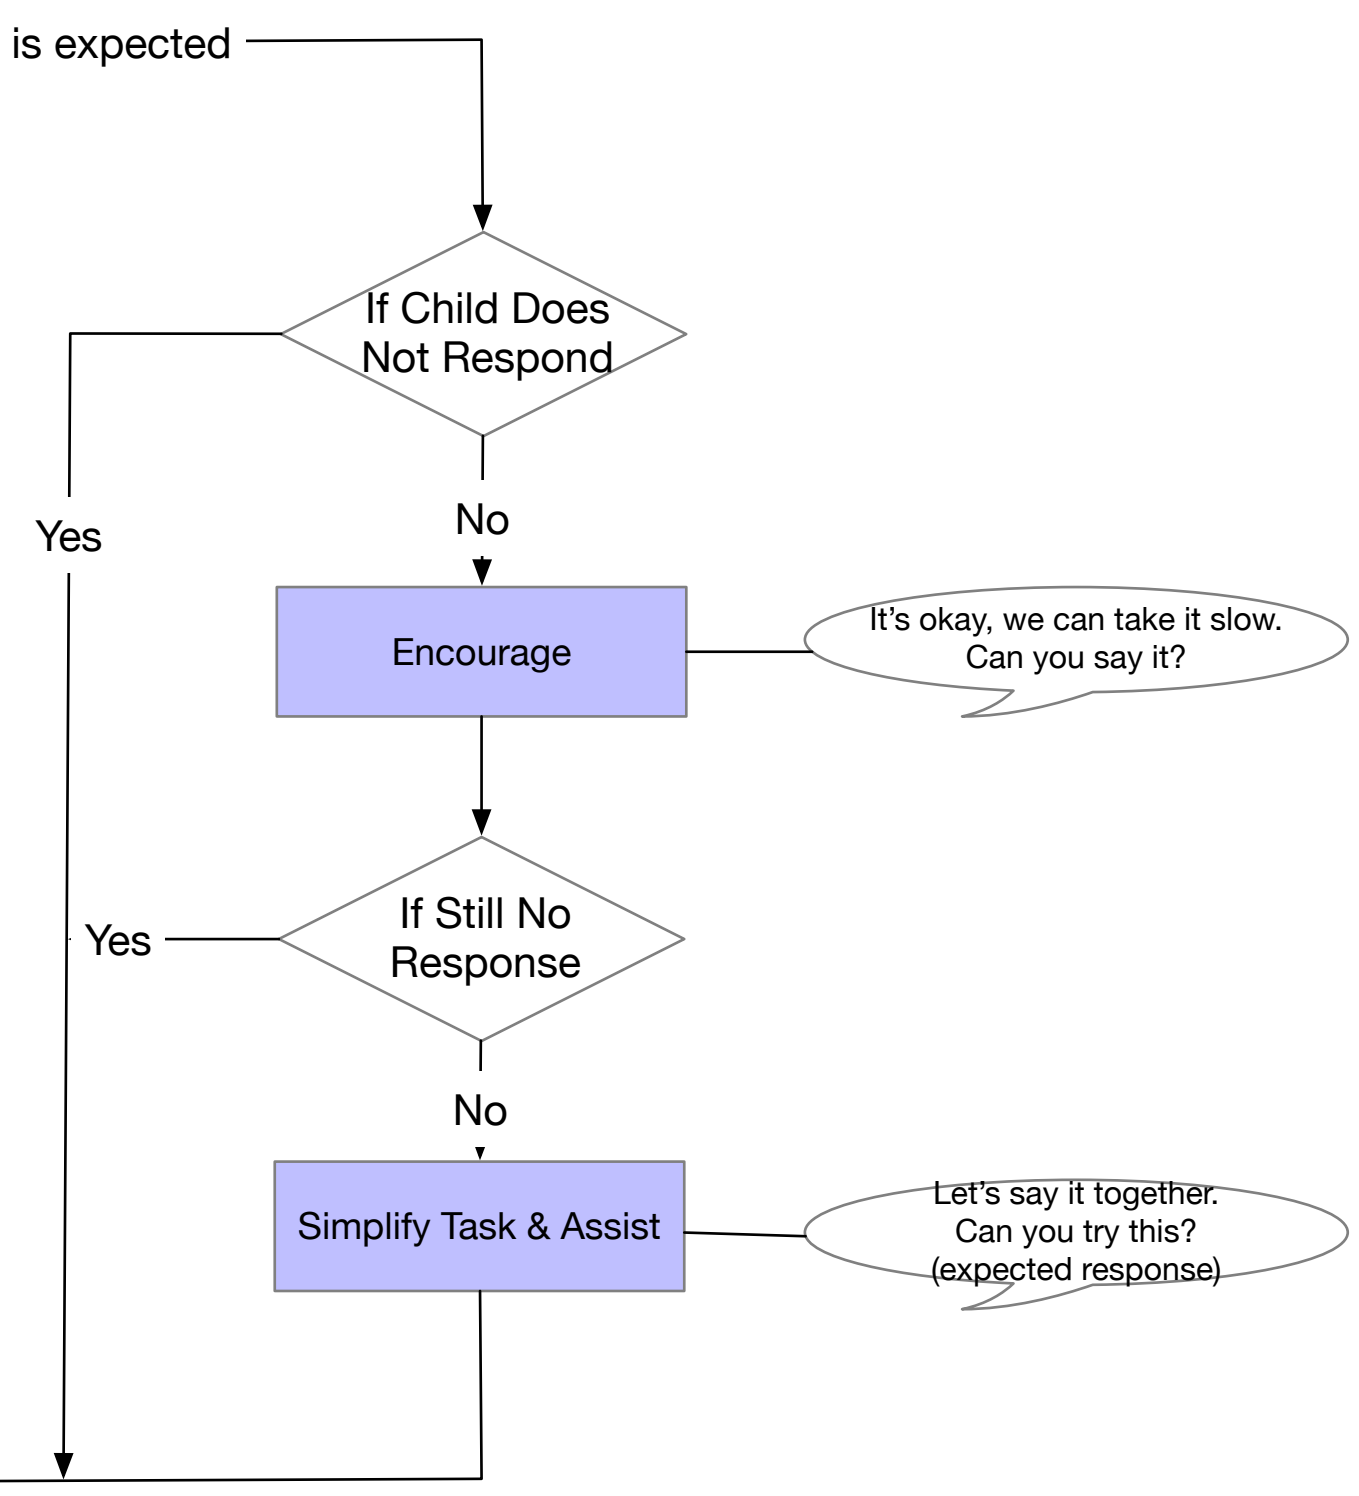 is expected
If Child Does
Not Respond
Yes
No
Encourage
It’s okay, we can take it slow.
Can you say it?
If Still No
Response
Yes
No
Simplify Task & Assist
Let’s say it together.
Can you try this?
(expected response)